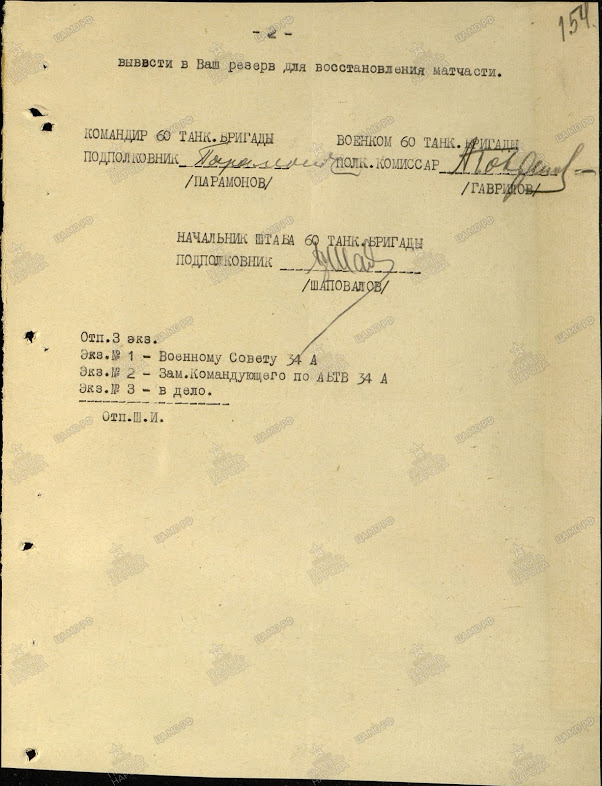 154.
- 2 -
вывести в Ваш резерв для восстановления матчасти.
КОМАНДИР 60 ТАНК.БРИГАДЫ
ПОДПОЛКОВНИК Парамонов
/ПАРАМОНОВ/
ВОЕНКОМ 60 ТАНК.БРИГАДЫ
ПОЛК.КОМИССАР
/ГАВРИЛОВ/
НАЧАЛЬНИК ШТАБА 60 ТАНК.БРИГАДЫ
ПОДПОЛКОВНИК
/ШАПОВАЛОВ/
Отп.3 экз.
Экз.№ 1 - Военному Совету 34 А
Экз.№ 2 - Зам.Командующего по АБТВ 34 А
Экз.№ 3 - в дело.
Отп.Ш.И.